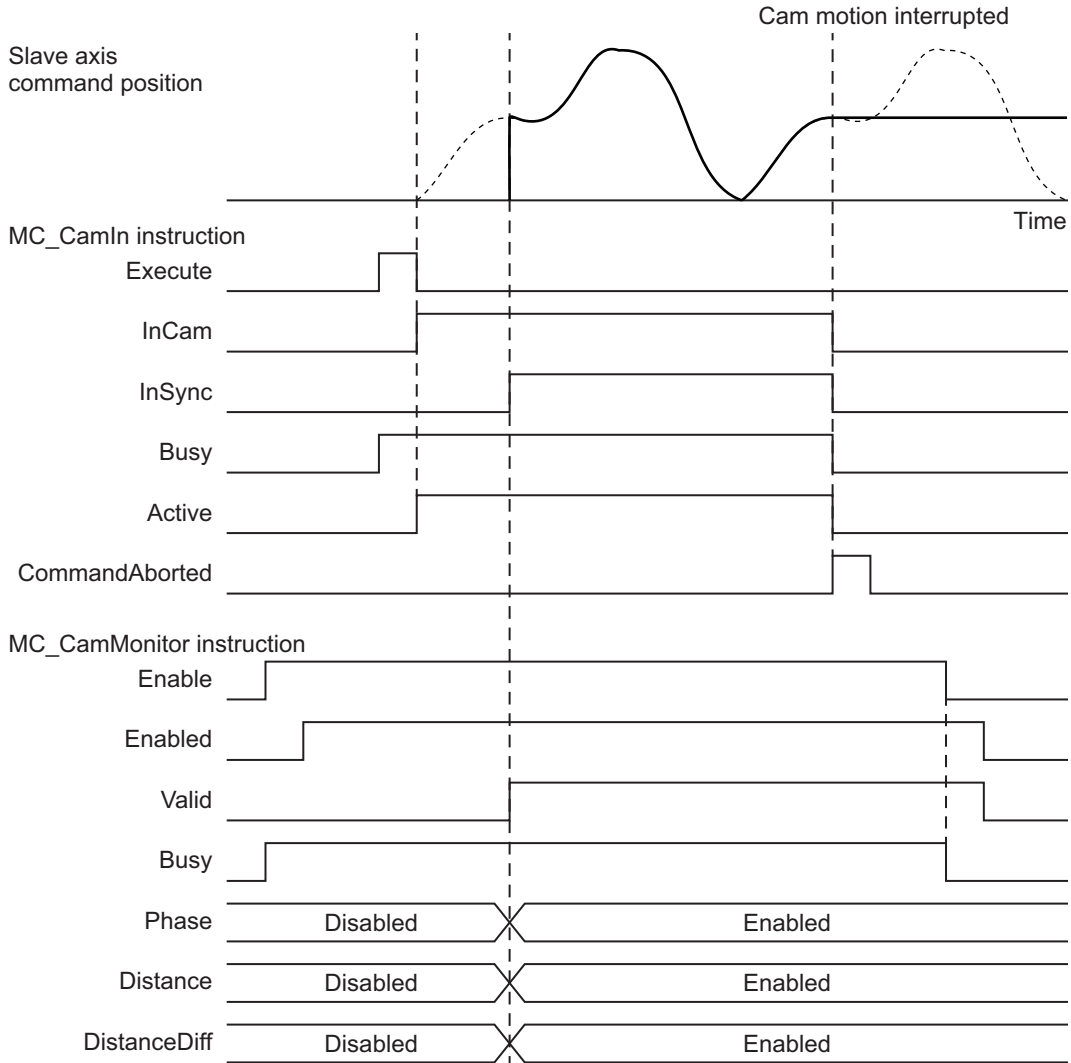 Cam motion interrupted
Slave axis
command position
Time
MC_CamIn instruction
Execute
InCam
InSync
Busy
Active
CommandAborted
MC_CamMonitor instruction
Enable
Enabled
Valid
Busy
Phase Disabled Enabled
Distance Disabled Enabled
DistanceDiff Disabled Enabled